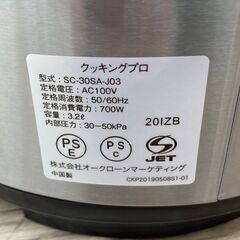 クッキングプロ
型式：SC-30SA-J03
定格電圧：AC100V
定格周波数：50/60Hz
定格消費電力：700W
容量：3.2ℓ
内部圧力：30−50kPa
20IZB
PS
E
PS
C
S
JET
株式会社オークローンマーケティング
中国製
CKP20190508S1-01